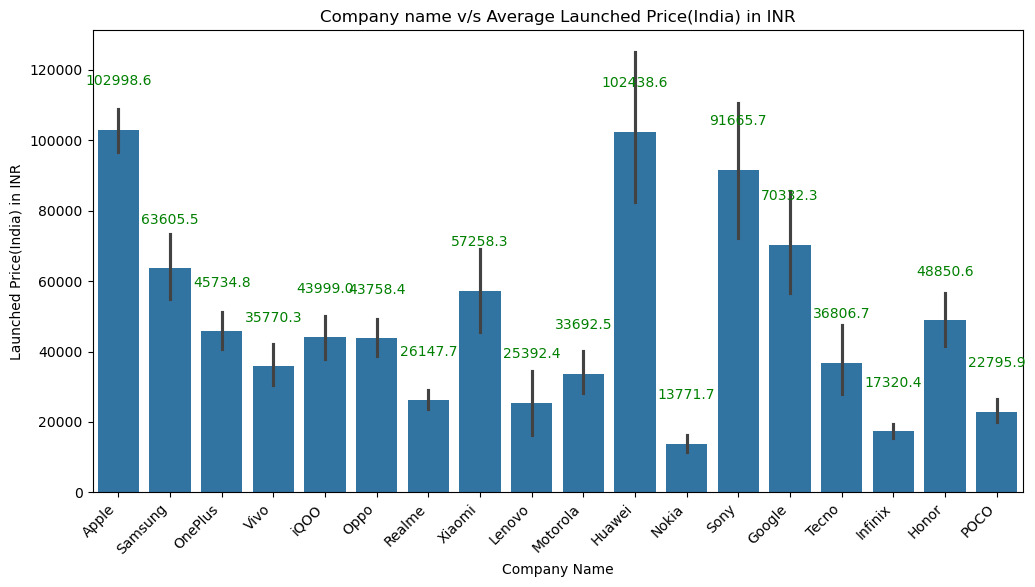 Company name v/s Average Launched Price(India) in INR
Launched Price(India) in INR
120000
100000
80000
60000
40000
20000
0
102998.6
63605.5
45734.8
35770.3
43999.0
43758.4
26147.7
57258.3
25392.4
33692.5
102438.6
13771.7
91665.7
70332.3
36806.7
17320.4
48850.6
22795.9
Apple
Samsung
OnePlus
Vivo
iQOO
Oppo
Realme
Xiaomi
Lenovo
Motorola
Huawei
Nokia
Sony
Google
Tecno
Infinix
Honor
POCO
Company Name